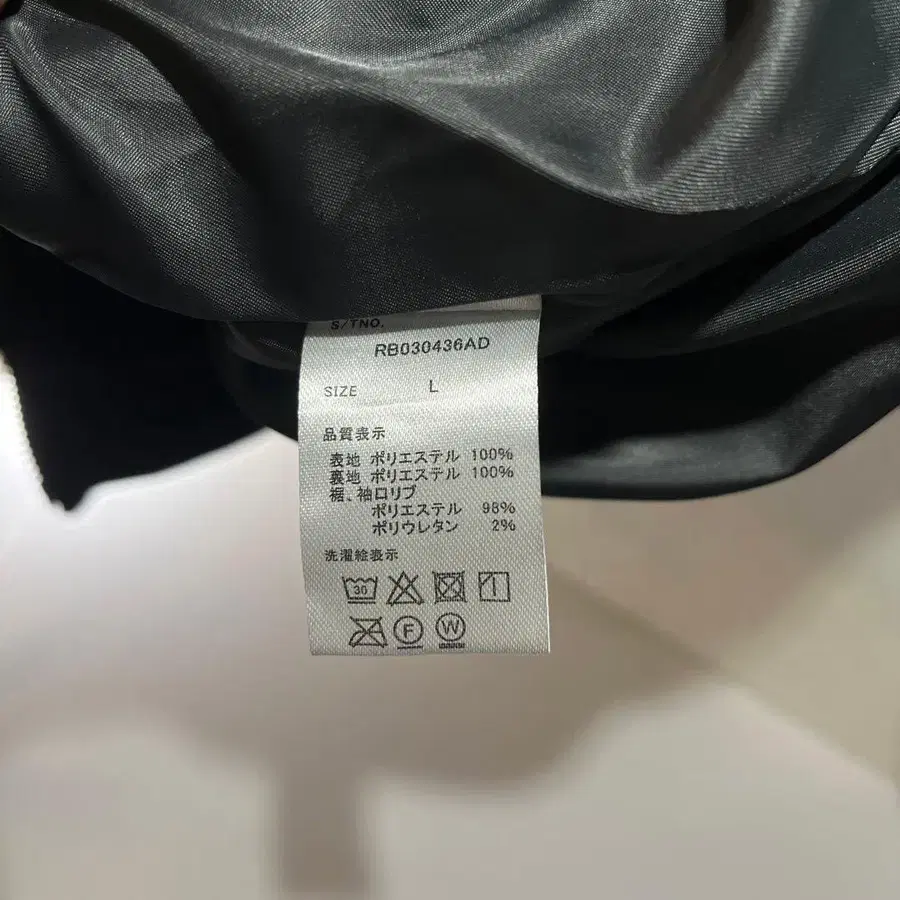 S/TNO.
RB030436AD
SIZE L
品質表示
表地 ポリエステル 100%
裏地 ポリエステル 100%
裾、袖口リブ
ポリエステル 98%
ポリウレタン 2%
洗濯絵表示
30
F W